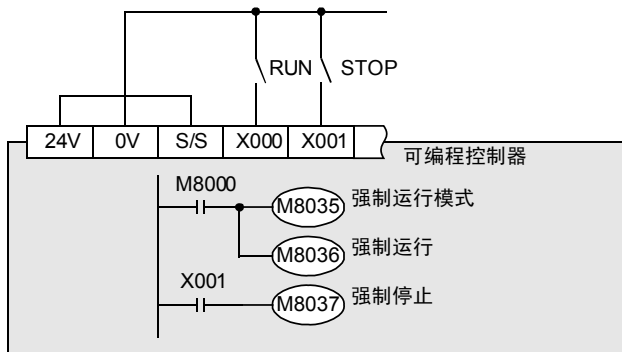 RUN STOP
24V 0V S/S X000 X001
可编程控制器
M8000
M8035 强制运行模式
M8036 强制运行
X001
M8037 强制停止